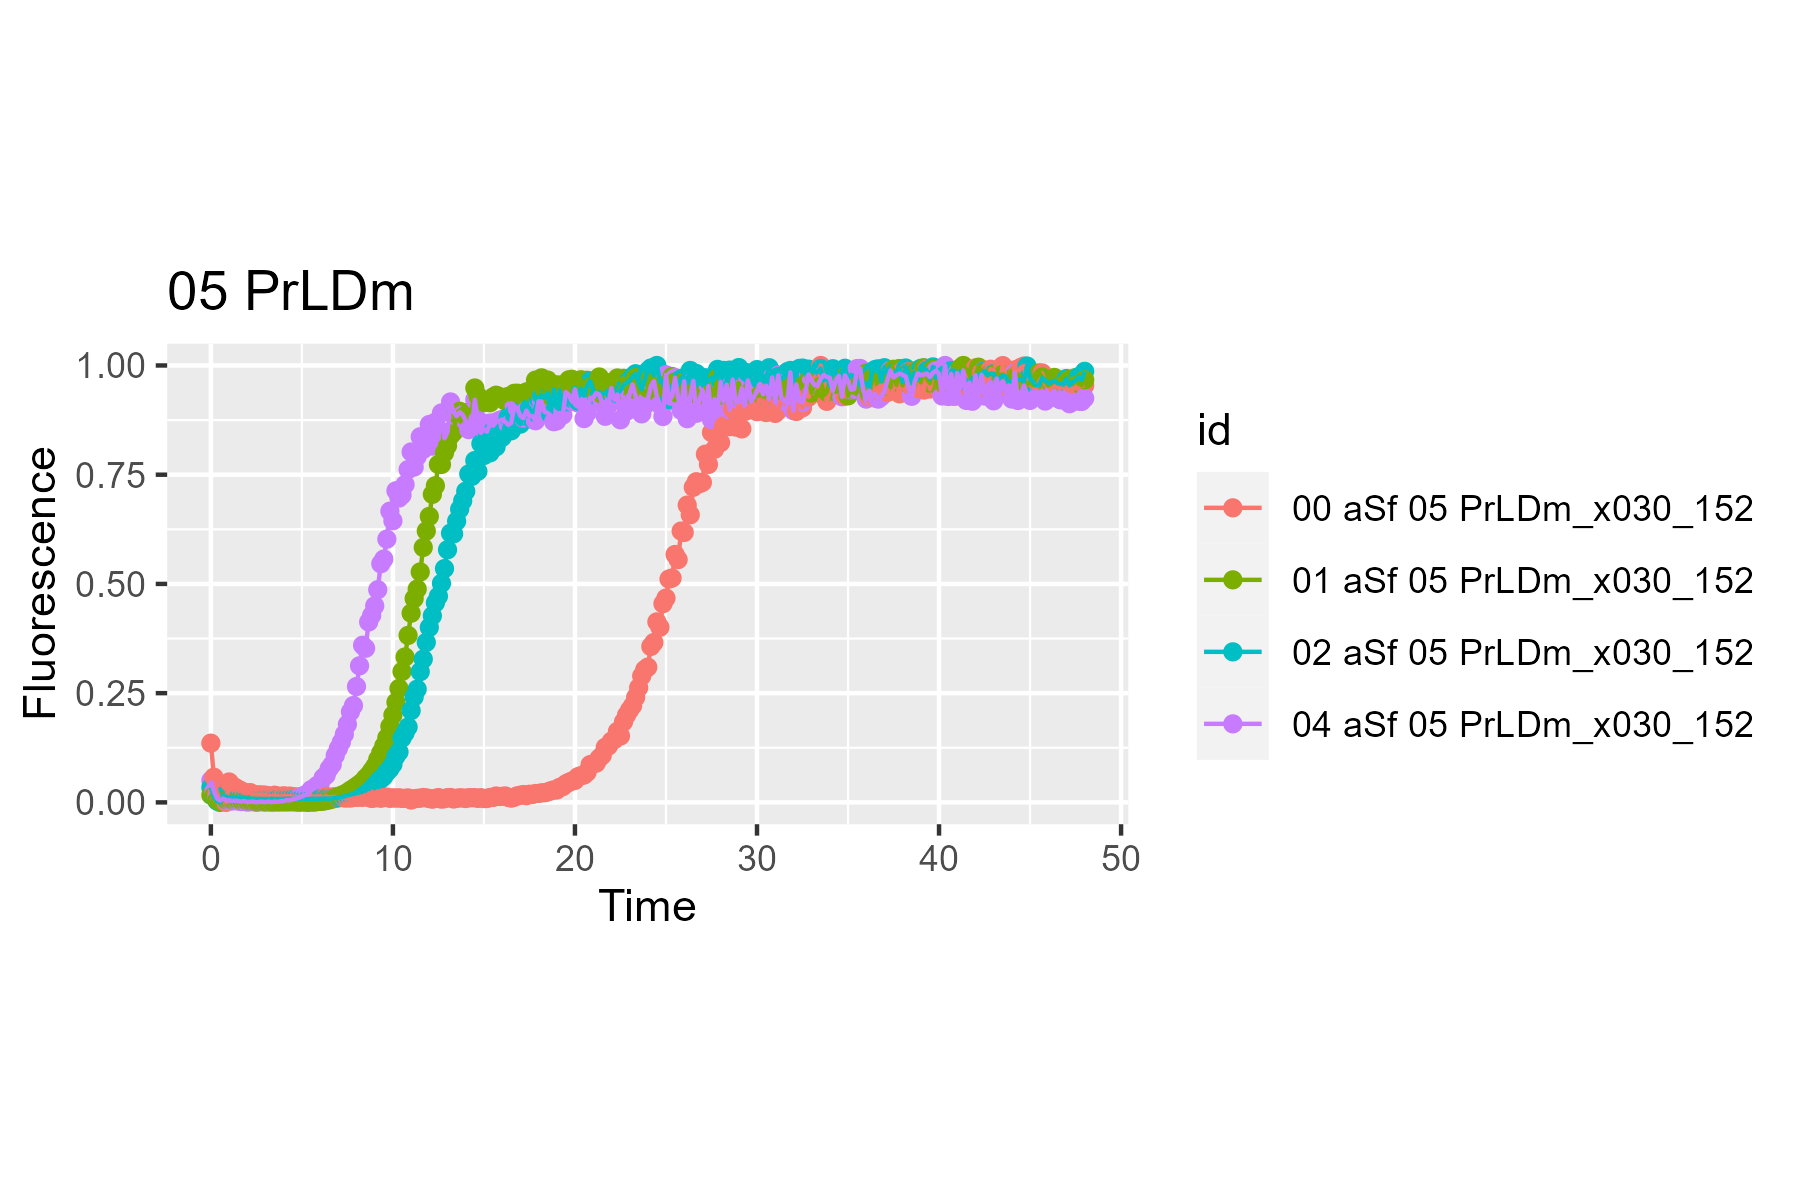 05 PrLDm
1.00
0.75
0.50
0.25
0.00
Fluorescence
0 10 20 30 40 50
Time
id
00 aSf 05 PrLDm_x030_152
01 aSf 05 PrLDm_x030_152
02 aSf 05 PrLDm_x030_152
04 aSf 05 PrLDm_x030_152